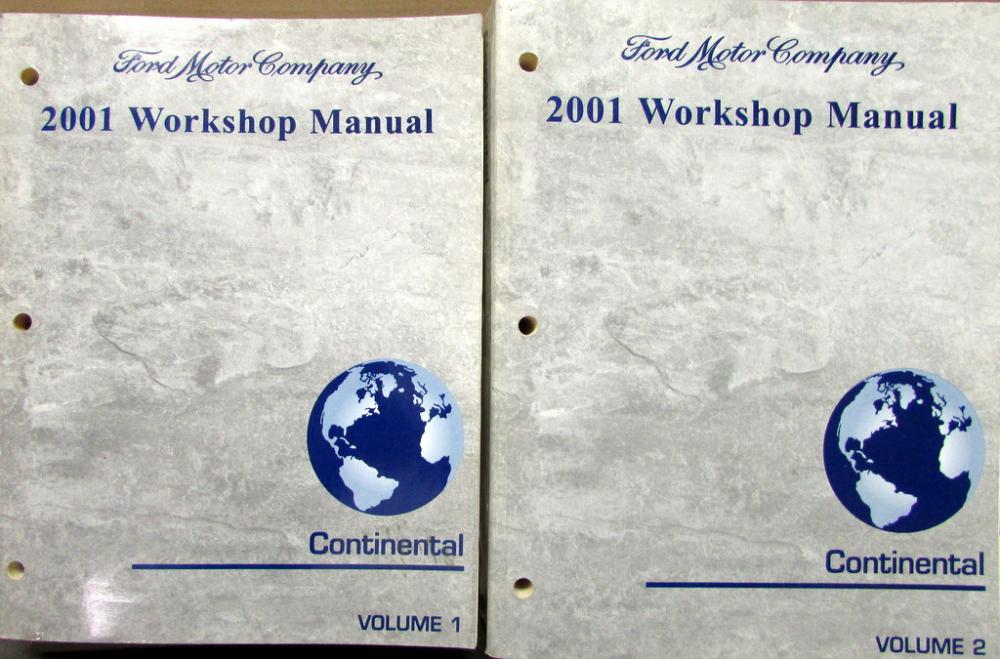 Ford Motor Company
2001 Workshop Manual
Continental
VOLUME 1
Ford Motor Company
2001 Workshop Manual
Continental
VOLUME 2